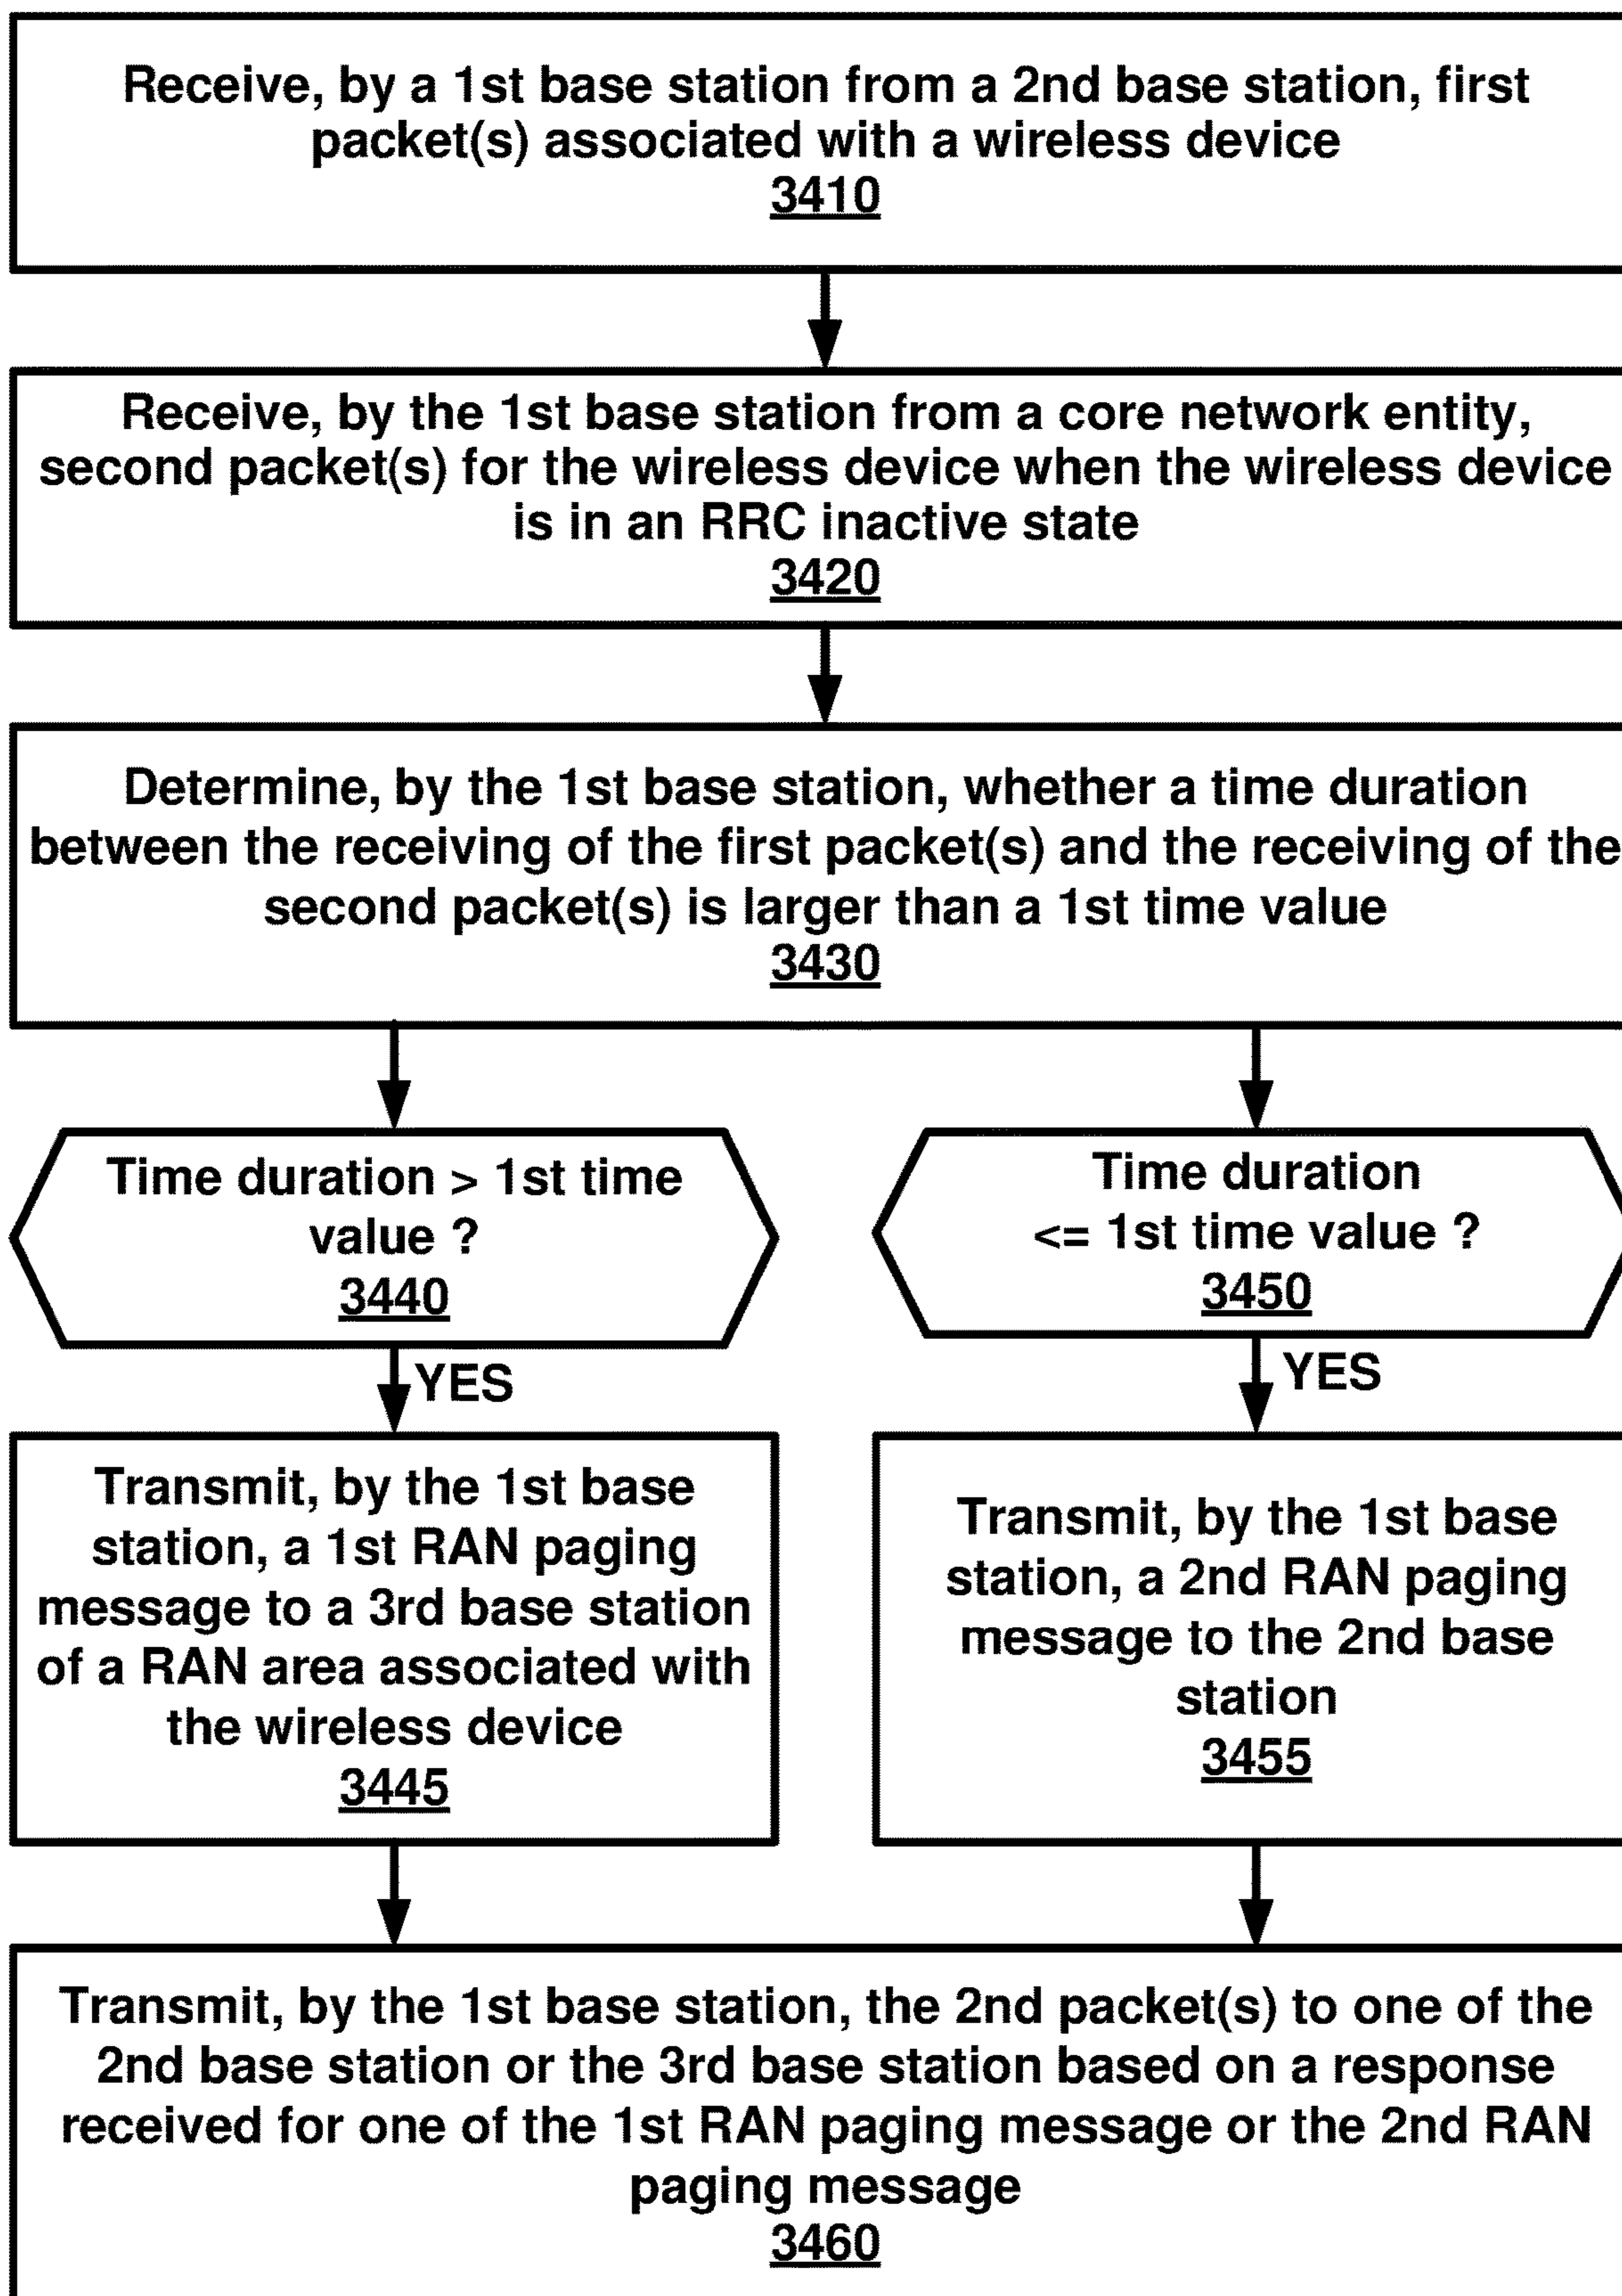 Receive, by a 1st base station from a 2nd base station, first
packet(s) associated with a wireless device
3410
Receive, by the 1st base station from a core network entity,
second packet(s) for the wireless device when the wireless device
is in an RRC inactive state
3420
Determine, by the 1st base station, whether a time duration
between the receiving of the first packet(s) and the receiving of the
second packet(s) is larger than a 1st time value
3430
Time duration > 1st time
value ?
3440
YES
Transmit, by the 1st base
station, a 1st RAN paging
message to a 3rd base station
of a RAN area associated with
the wireless device
3445
Time duration
<= 1st time value ?
3450
YES
Transmit, by the 1st base
station, a 2nd RAN paging
message to the 2nd base
station
3455
Transmit, by the 1st base station, the 2nd packet(s) to one of the
2nd base station or the 3rd base station based on a response
received for one of the 1st RAN paging message or the 2nd RAN
paging message
3460